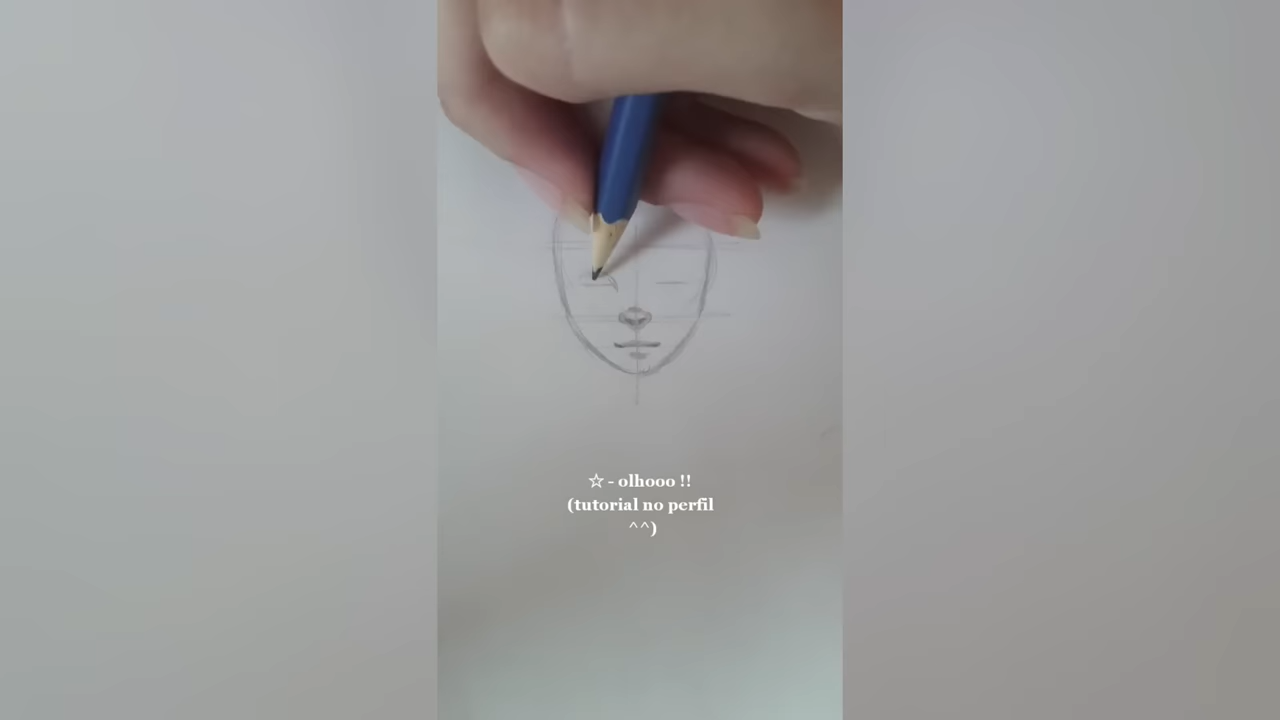 ☆ - olhooo !!
(tutorial no perfil
^^)